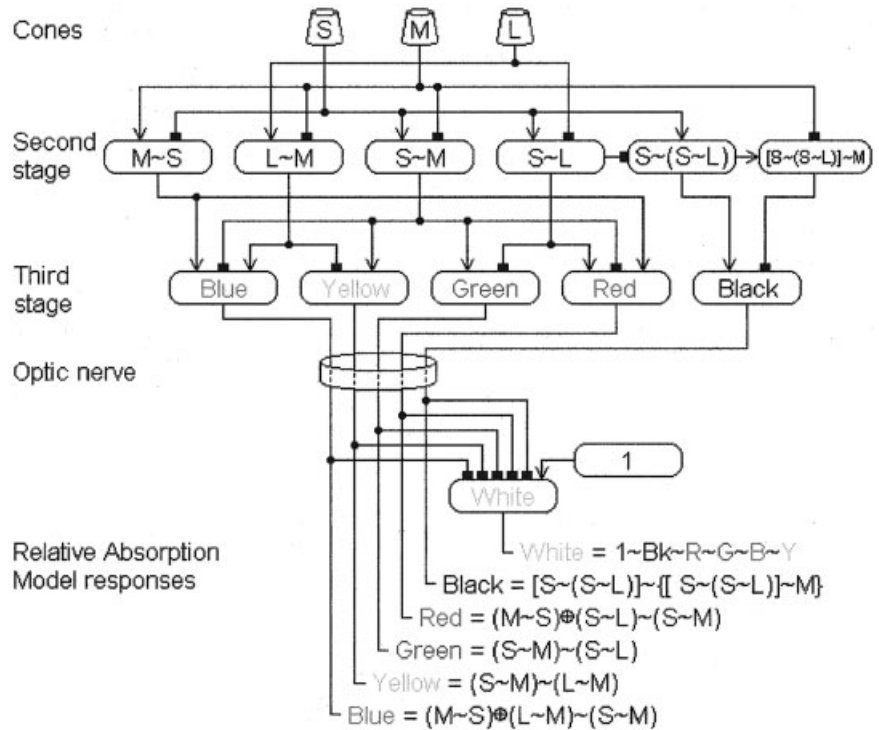 Cones
S M L
Second stage
M~S L~M S~M S~L S~(S~L) [S~(S~L)]~M
Third stage
Blue Yellow Green Red Black
Optic nerve
1
White
Relative Absorption
Model responses
White = 1~Bk~R~G~B~Y
Black = [S~(S~L)]~{[ S~(S~L)]~M}
Red = (M~S)⊕(S~L)~(S~M)
Green = (S~M)~(S~L)
Yellow = (S~M)~(L~M)
Blue = (M~S)⊕(L~M)~(S~M)